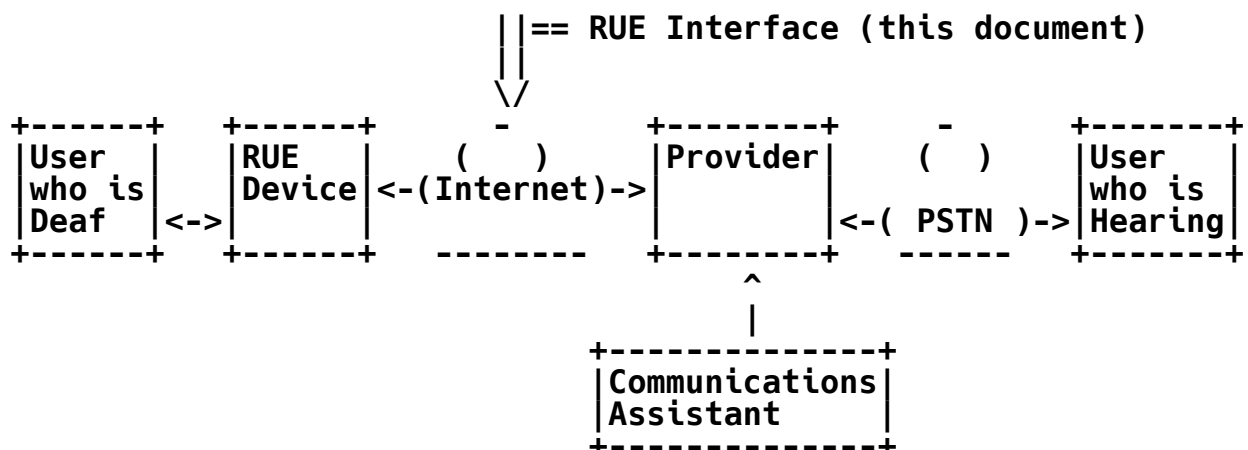 ||== RUE Interface (this document)
||
\/
+------+   +------+        -         +--------+       -       +-------+
|User  |   |RUE   |     (   )       |Provider|     (  )      |User   |
|who is|   |Device|<-(Internet)->|        |               |who is |
|Deaf  |<->|      |                  |        |<-( PSTN )->|Hearing|
+------+   +------+    --------    +--------+    ------    +-------+
^
|
+---------------+
|Communications|
|Assistant     |
+---------------+